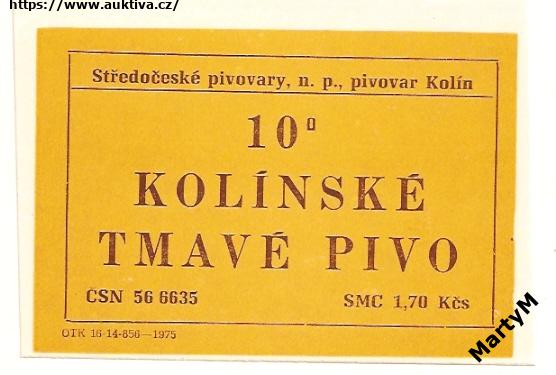 https://www.auktiva.cz/
Středočeské pivovary, n. p., pivovar Kolín
10°
KOLÍNSKÉ
TMAVÉ PIVO
ČSN 56 6635 SMC 1,70 Kčs
OTK 16-14-856—1975
MartyM